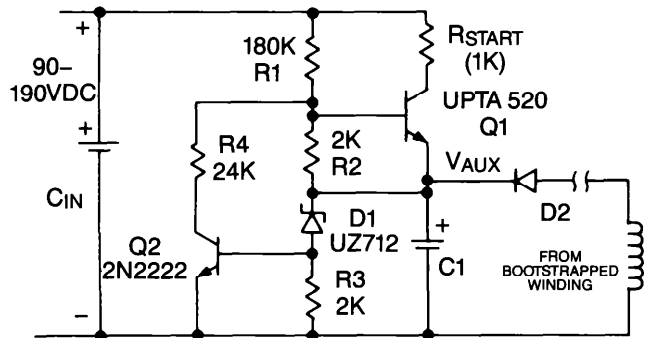 +
90–
190VDC
+
CIN
–
180K
R1
RSTART
(1K)
UPTA 520
Q1
R4
24K
2K
R2
VAUX
D2
Q2
2N2222
D1
UZ712
+
C1
R3
2K
FROM
BOOTSTRAPPED
WINDING